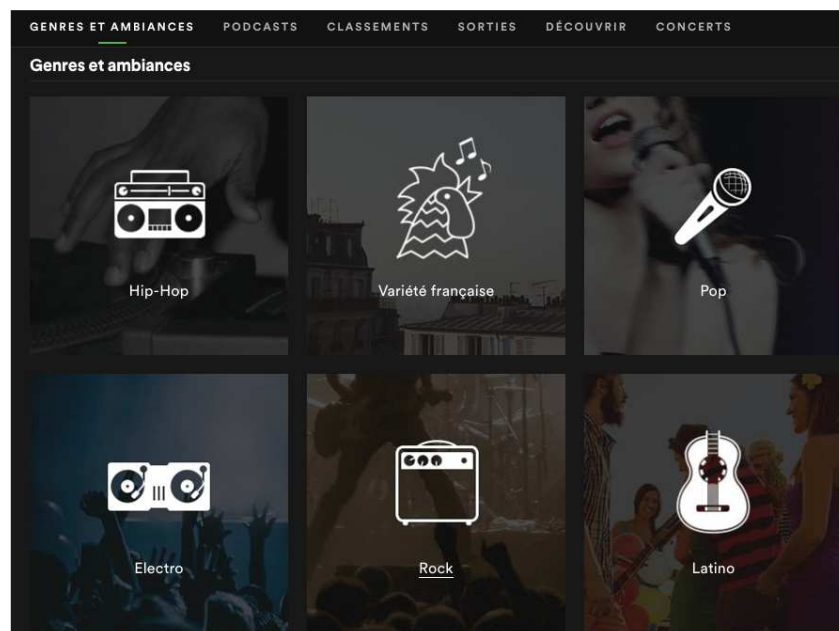 GENRES ET AMBIANCES PODCASTS CLASSEMENTS SORTIES DÉCOUVRIR CONCERTS
Genres et ambiances
Hip-Hop Variété française Pop
Electro Rock Latino